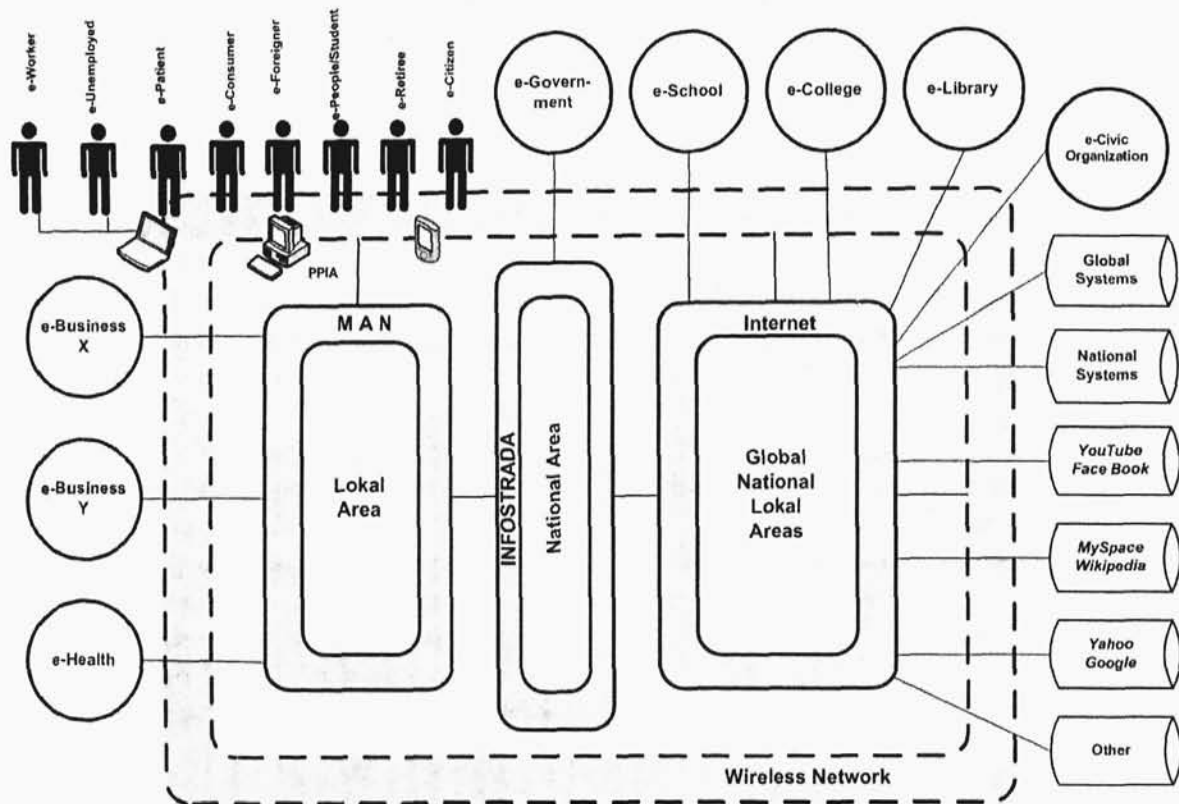 e-Worker
e-Unemployed
e-Patient
e-Consumer
e-Foreigner
e-People/Student
e-Retiree
e-Citizen
e-Govern-
ment
e-School
e-College
e-Library
e-Civic
Organization
PPIA
e-Business
X
e-Business
Y
e-Health
M A N
Lokal
Area
INFOSTRADA
National Area
Internet
Global
National
Lokal
Areas
Global
Systems
National
Systems
YouTube
Face Book
MySpace
Wikipedia
Yahoo
Google
Other
Wireless Network